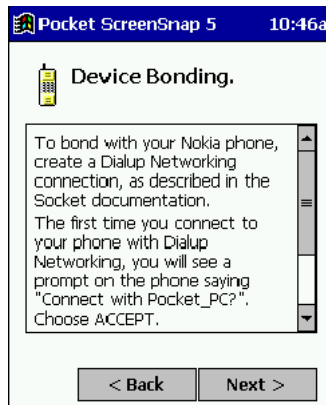 Pocket ScreenSnap 5 10:46a
Device Bonding.
To bond with your Nokia phone,
create a Dialup Networking
connection, as described in the
Socket documentation.
The first time you connect to
your phone with Dialup
Networking, you will see a
prompt on the phone saying
"Connect with Pocket_PC?".
Choose ACCEPT.
< Back Next >